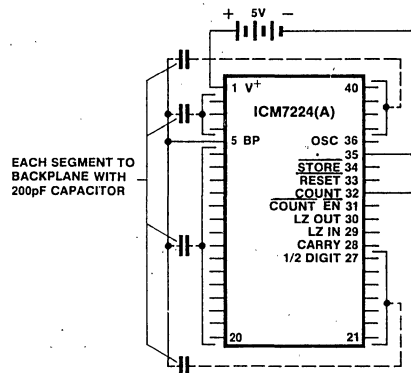 + 5V −
1 V+ 40
ICM7224(A)
5 BP OSC 36
35
STORE 34
RESET 33
COUNT 32
COUNT EN 31
LZ OUT 30
LZ IN 29
CARRY 28
1/2 DIGIT 27
20 21
EACH SEGMENT TO
BACKPLANE WITH
200pF CAPACITOR